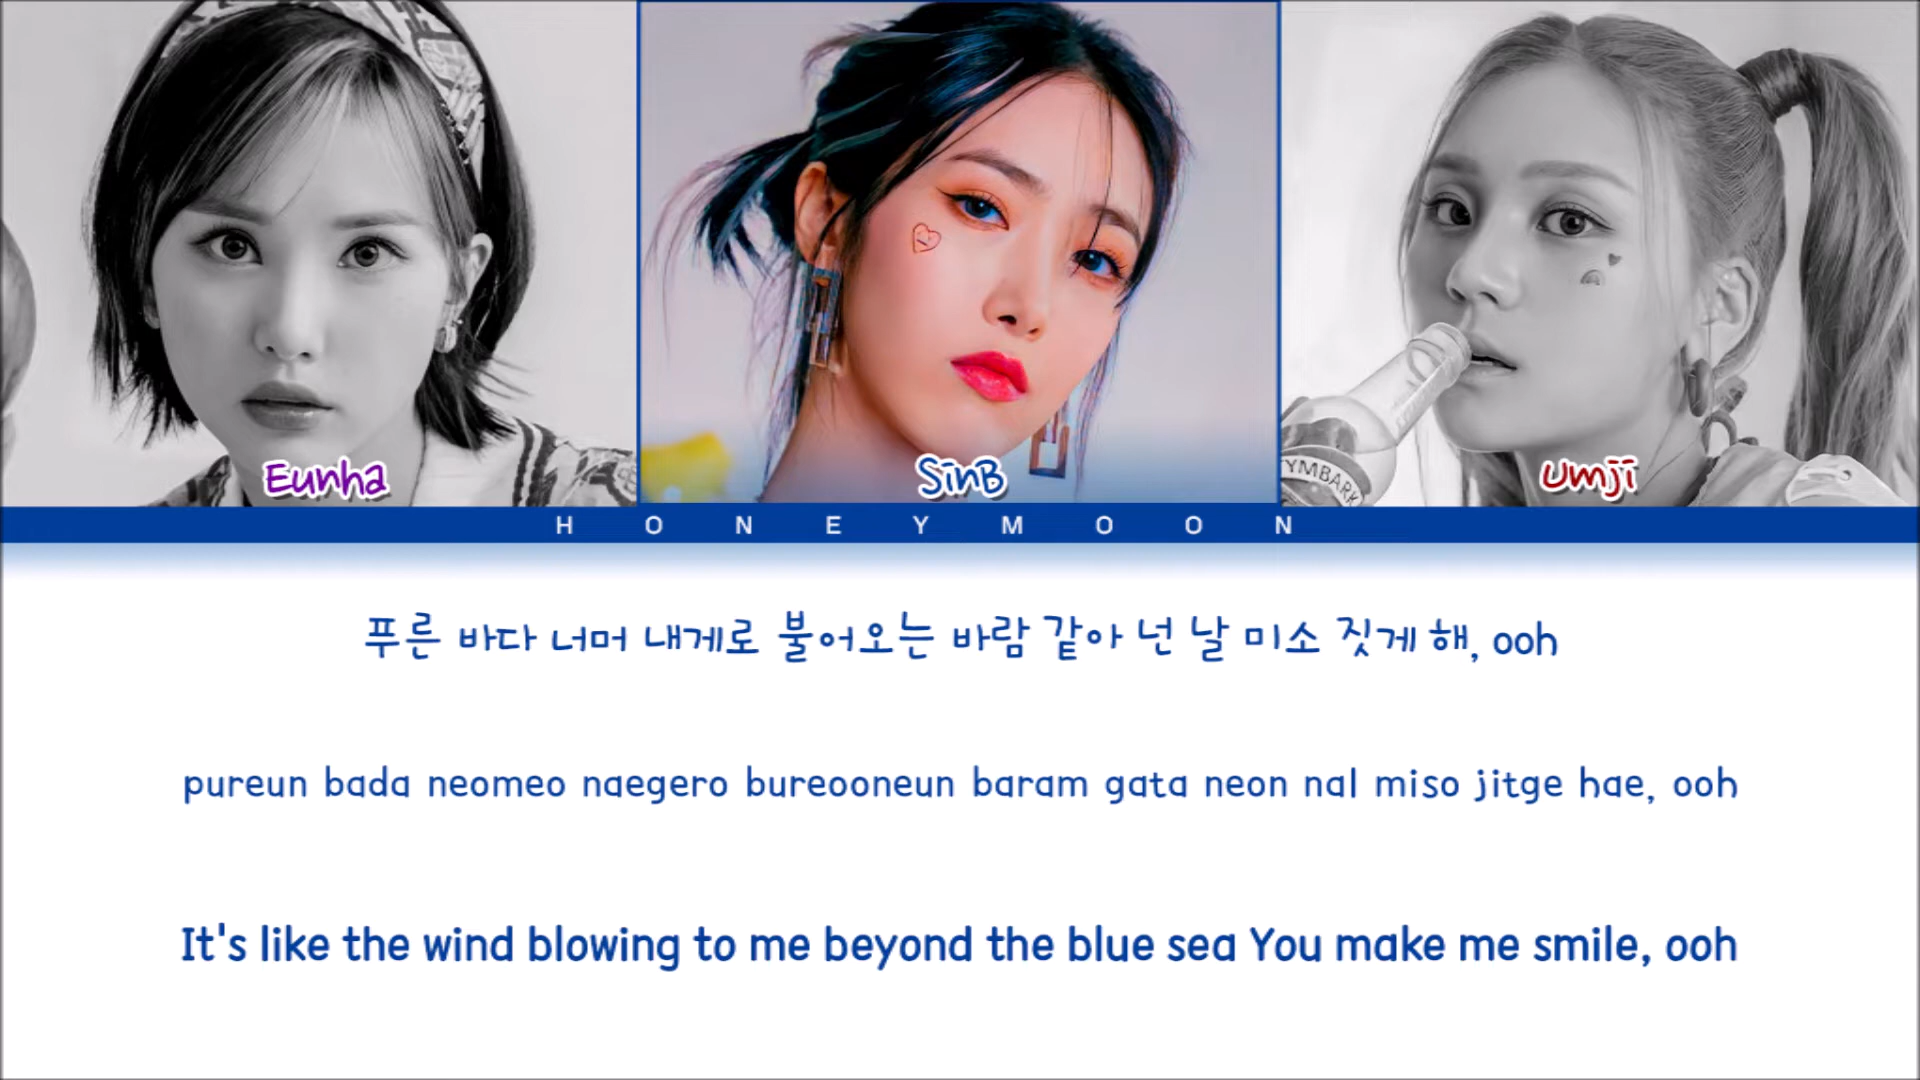 Eunha
SinB
Umji
YMBARK
HONEYMOON
푸른 바다 너머 내게로 불어오는 바람 같아 넌 날 미소 짓게 해, ooh
pureun bada neomeo naegero bureooneun baram gata neon nal miso jitge hae, ooh
It's like the wind blowing to me beyond the blue sea You make me smile, ooh